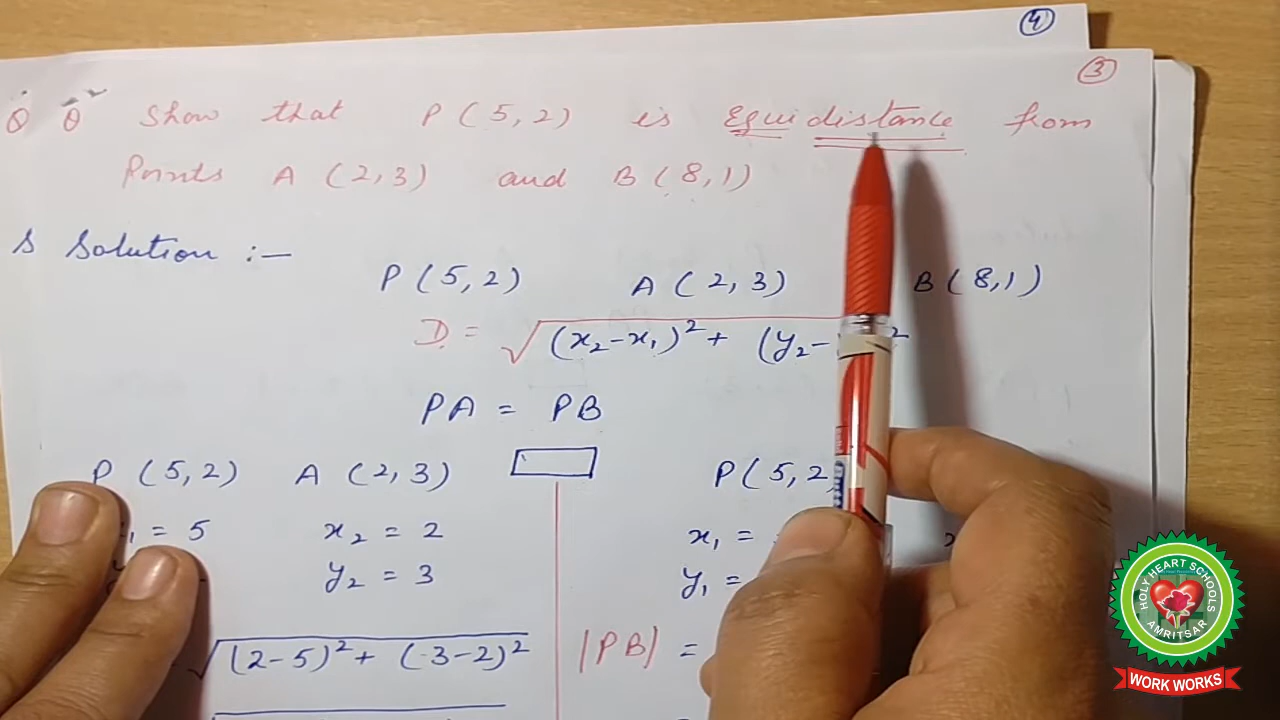 4
3
Q Show that P(5,2) is Equidistance from
Points A(2,3) and B(8,1)
S Solution :-
P(5,2) A(2,3) B(8,1)
D = √(x₂-x₁)² + (y₂-
PA = PB
P(5,2) A(2,3) P(5,2
= 5 x₂ = 2 x₁ =
y₂ = 3 y₁ =
√(2-5)² + (3-2)² |PB| =
HOLY HEART SCHOOLS
AMRITSAR
WORK WORKS